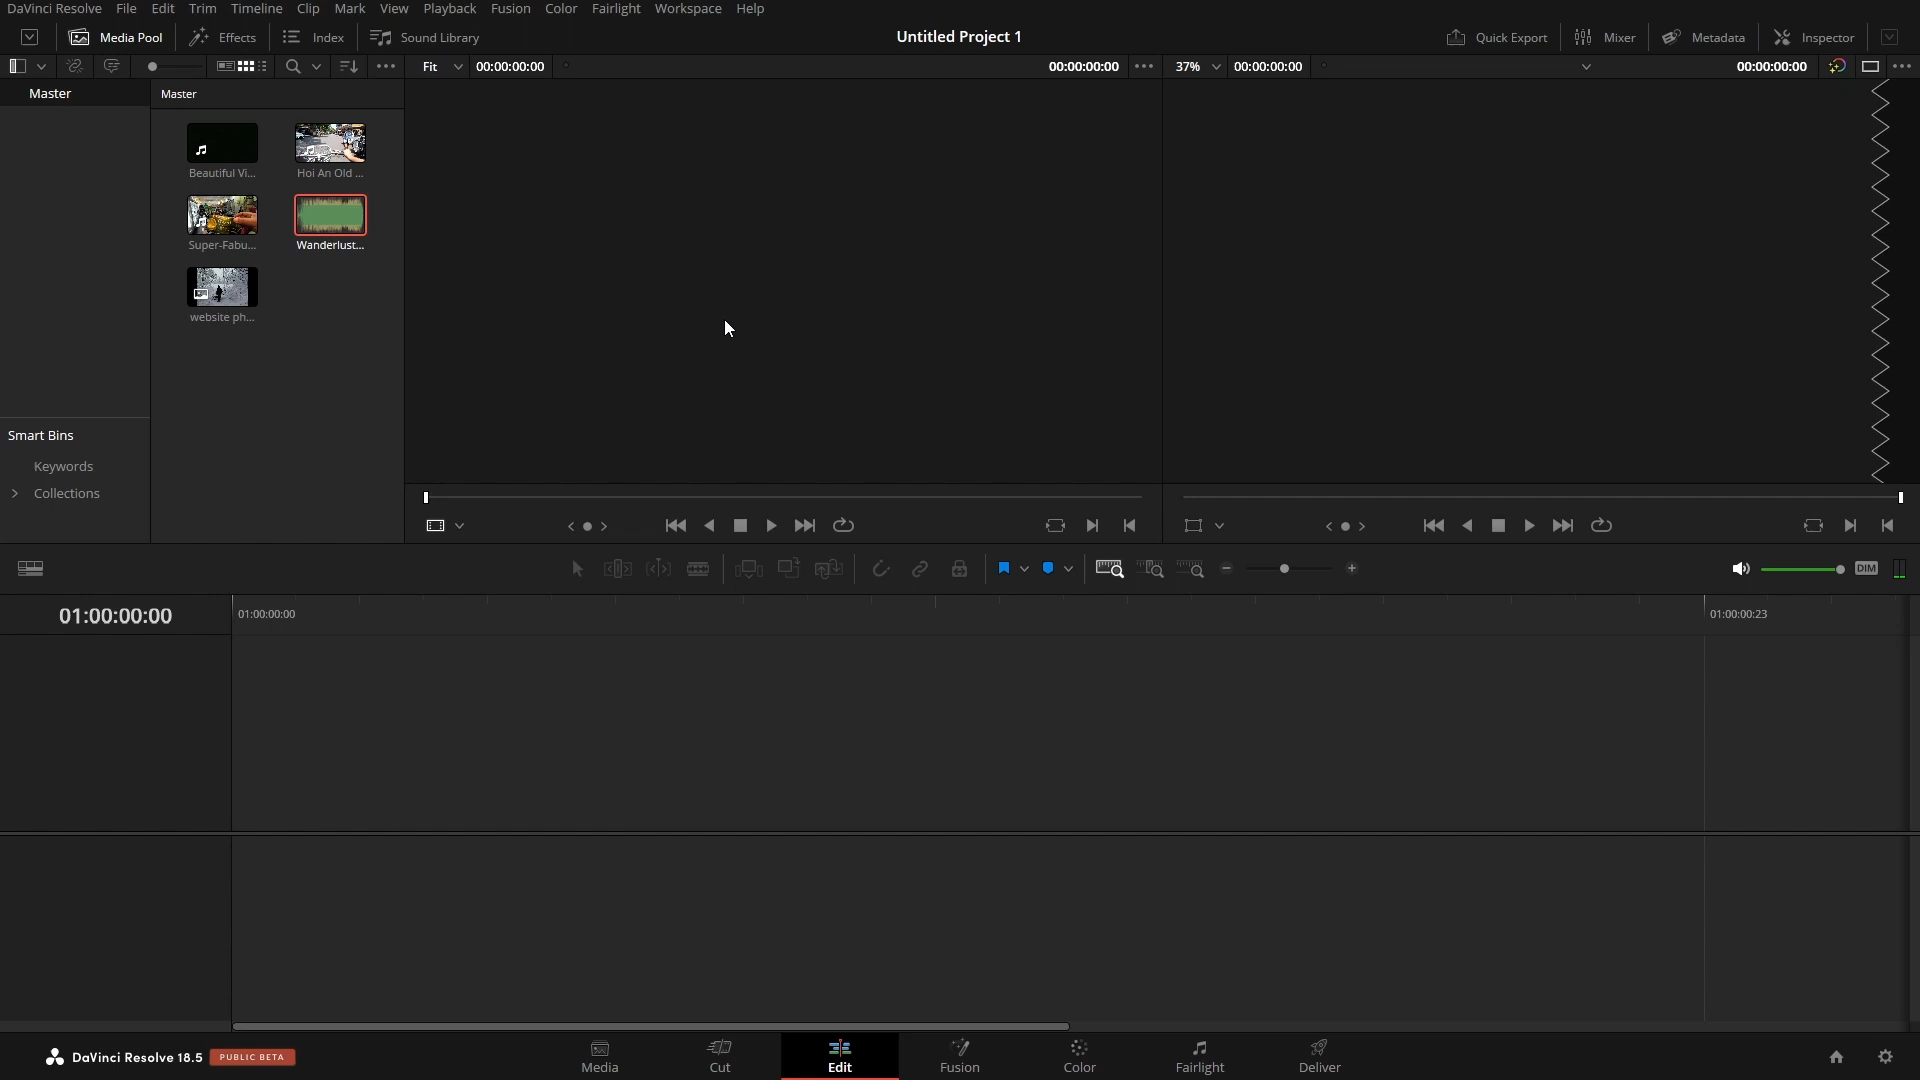 DaVinci Resolve File Edit Trim Timeline Clip Mark View Playback Fusion Color Fairlight Workspace Help
Media Pool Effects Index Sound Library Untitled Project 1 Quick Export Mixer Metadata Inspector
Fit 00:00:00:00 00:00:00:00 37% 00:00:00:00 00:00:00:00
Master Master
Beautiful Vi... Hoi An Old ...
Super-Fabu... Wanderlust...
website ph...
Smart Bins
Keywords
Collections
DIM
01:00:00:00 01:00:00:00 01:00:00:23
DaVinci Resolve 18.5 PUBLIC BETA Media Cut Edit Fusion Color Fairlight Deliver